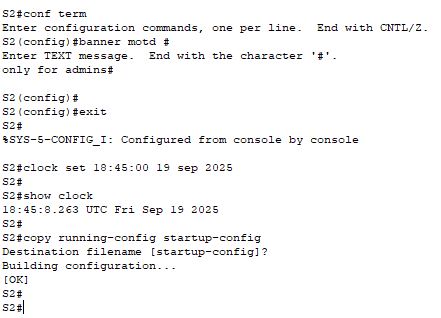 S2#conf term
Enter configuration commands, one per line.  End with CNTL/Z.
S2(config)#banner motd #
Enter TEXT message.  End with the character '#'.
only for admins#
S2(config)#
S2(config)#exit
S2#
%SYS-5-CONFIG_I: Configured from console by console
S2#clock set 18:45:00 19 sep 2025
S2#
S2#show clock
18:45:8.263 UTC Fri Sep 19 2025
S2#
S2#copy running-config startup-config
Destination filename [startup-config]?
Building configuration...
[OK]
S2#
S2#